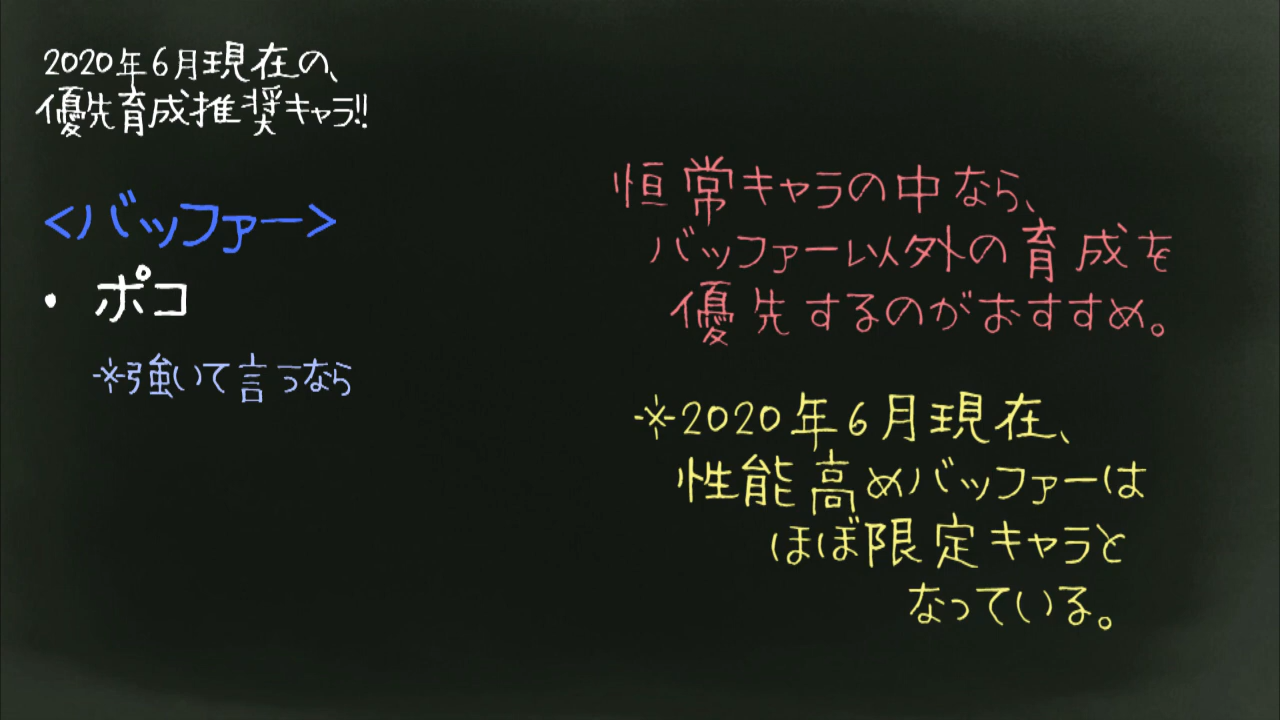 2020年6月現在の、
優先育成推奨キャラ!!
<バッファー>
・ポコ
※強いて言うなら
恒常キャラの中なら、
バッファー以外の育成を
優先するのがおすすめ。
※2020年6月現在、
性能高めバッファーは
ほぼ限定キャラと
なっている。